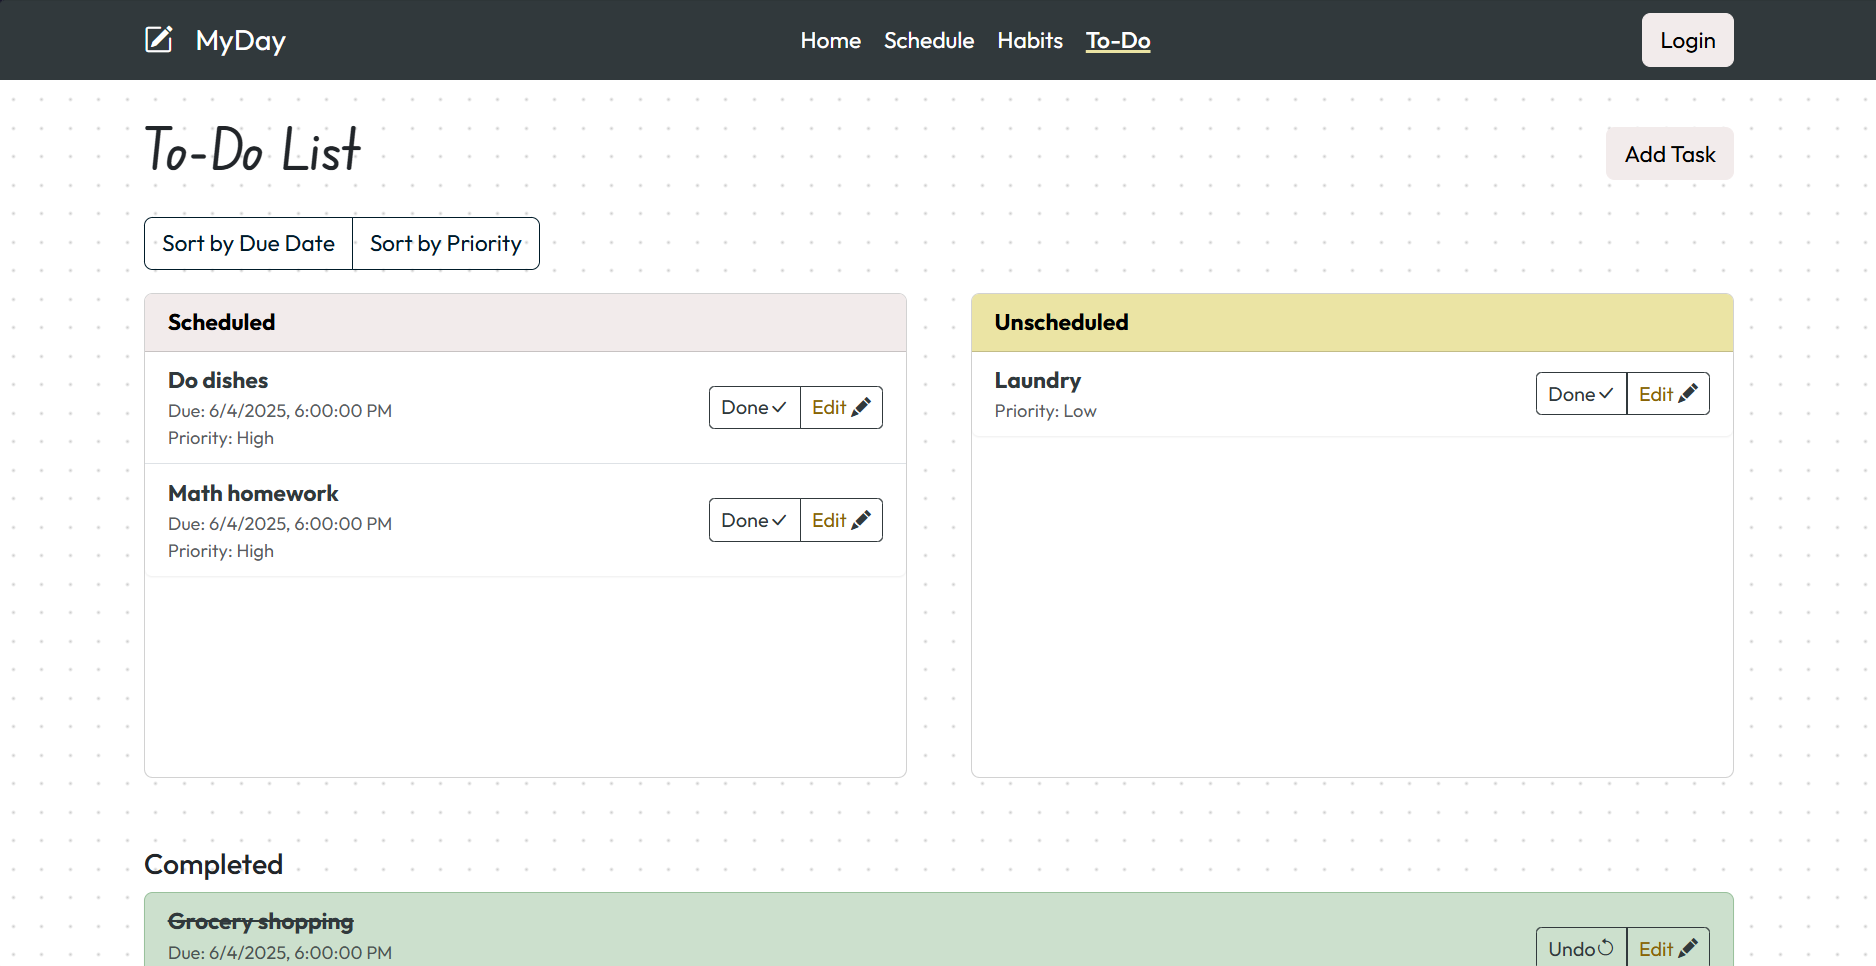 MyDay
Home Schedule Habits To-Do
Login
To-Do List
Add Task
Sort by Due Date
Sort by Priority
Scheduled
Do dishes
Due: 6/4/2025, 6:00:00 PM
Priority: High
Done
Edit
Math homework
Due: 6/4/2025, 6:00:00 PM
Priority: High
Done
Edit
Unscheduled
Laundry
Priority: Low
Done
Edit
Completed
Grocery shopping
Due: 6/4/2025, 6:00:00 PM
Undo
Edit